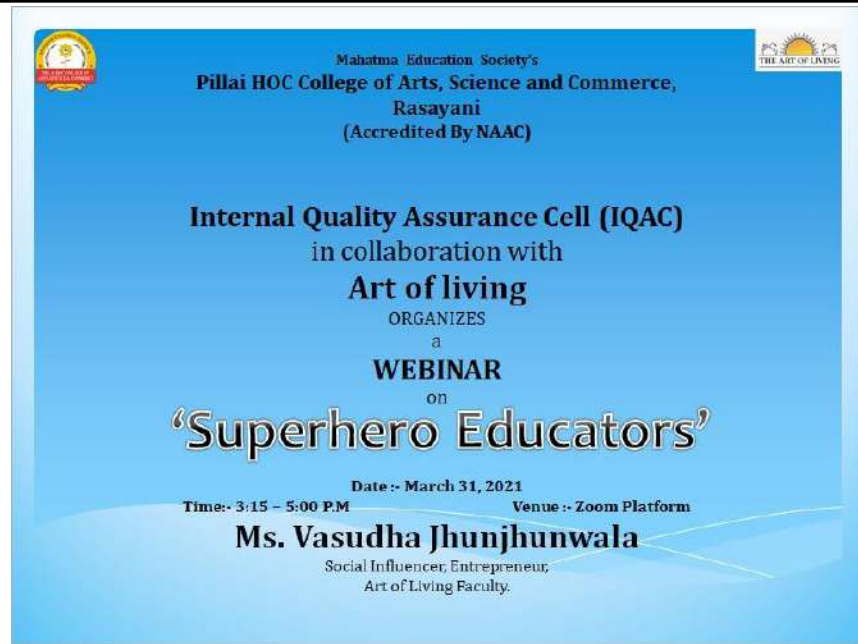 Mahatma Education Society's
Pillai HOC College of Arts, Science and Commerce,
Rasayani
(Accredited By NAAC)
THE ART OF LIVING
Internal Quality Assurance Cell (IQAC)
in collaboration with
Art of living
ORGANIZES
a
WEBINAR
on
'Superhero Educators'
Date :- March 31, 2021
Time:- 3:15 – 5:00 P.M Venue :- Zoom Platform
Ms. Vasudha Jhunjhunwala
Social Influencer, Entrepreneur,
Art of Living Faculty.